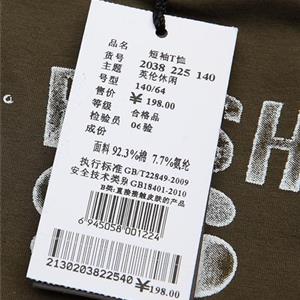 品名 短袖T恤
货号 2038 225 140
主题 英伦休闲
号型 140/64
售价 ¥198.00
等级 合格品
检验员 06验
成份
面料 92.3%棉 7.7%氨纶
执行标准 GB/T22849-2009
安全技术类别 GB18401-2010
B类:直接接触皮肤的产品
6 945058 001224
2130203822540 ¥198.00
SH